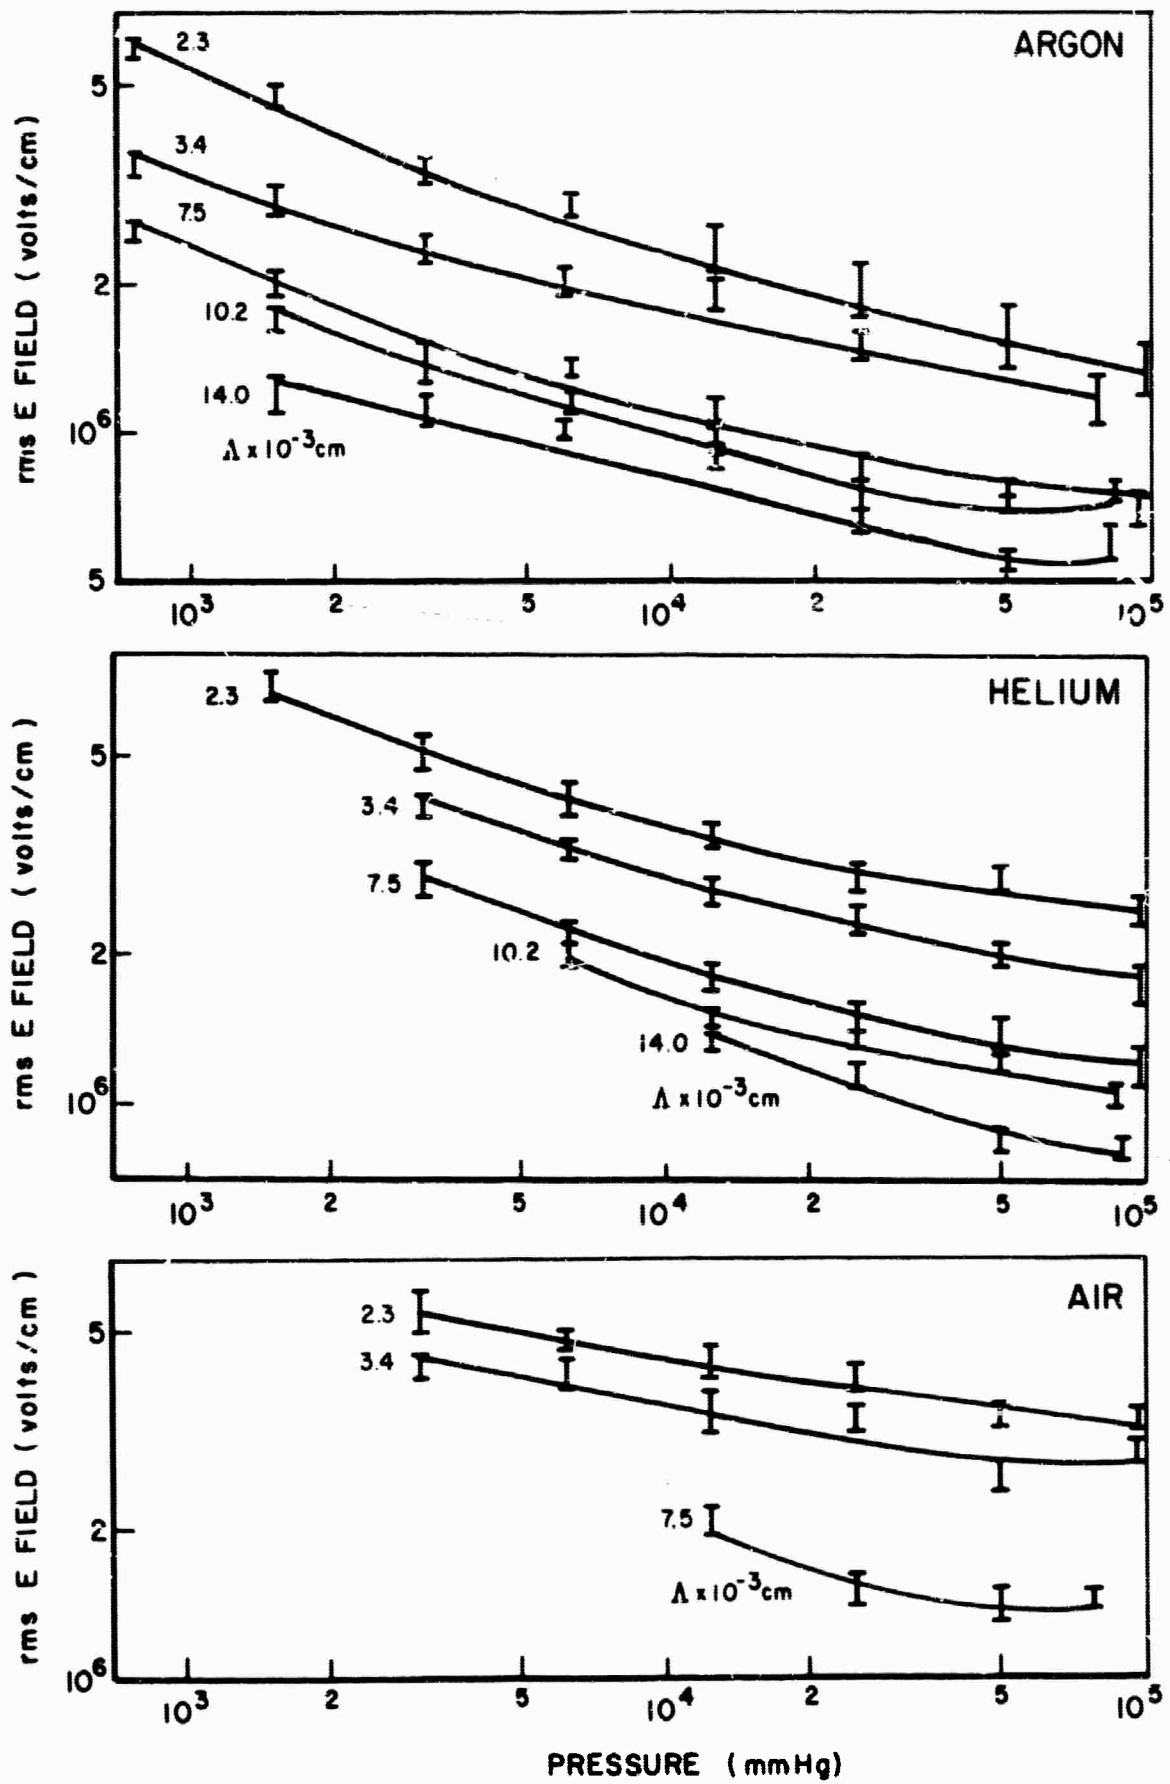 ARGON
rms E FIELD (volts/cm)
5
2
10⁶
5
2.3
3.4
7.5
10.2
14.0
Λ x 10⁻³cm
10³ 2 5 10⁴ 2 5 10⁵
HELIUM
rms E FIELD (volts/cm)
5
2
10⁶
2.3
3.4
7.5
10.2
14.0
Λ x 10⁻³cm
10³ 2 5 10⁴ 2 5 10⁵
AIR
rms E FIELD (volts/cm)
5
2
10⁶
2.3
3.4
7.5
Λ x 10⁻³cm
10³ 2 5 10⁴ 2 5 10⁵
PRESSURE (mmHg)